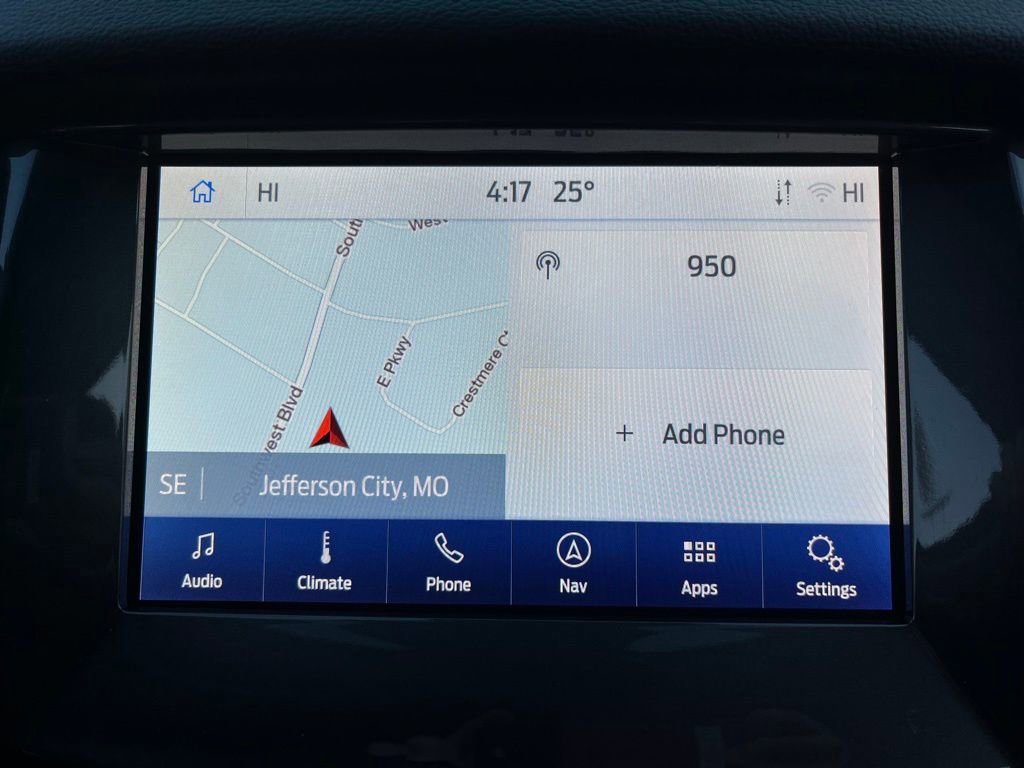 HI 4:17 25° HI
South
West
950
E Pkwy
Crestmere C
Southwest Blvd
+ Add Phone
SE Jefferson City, MO
Audio Climate Phone Nav Apps Settings